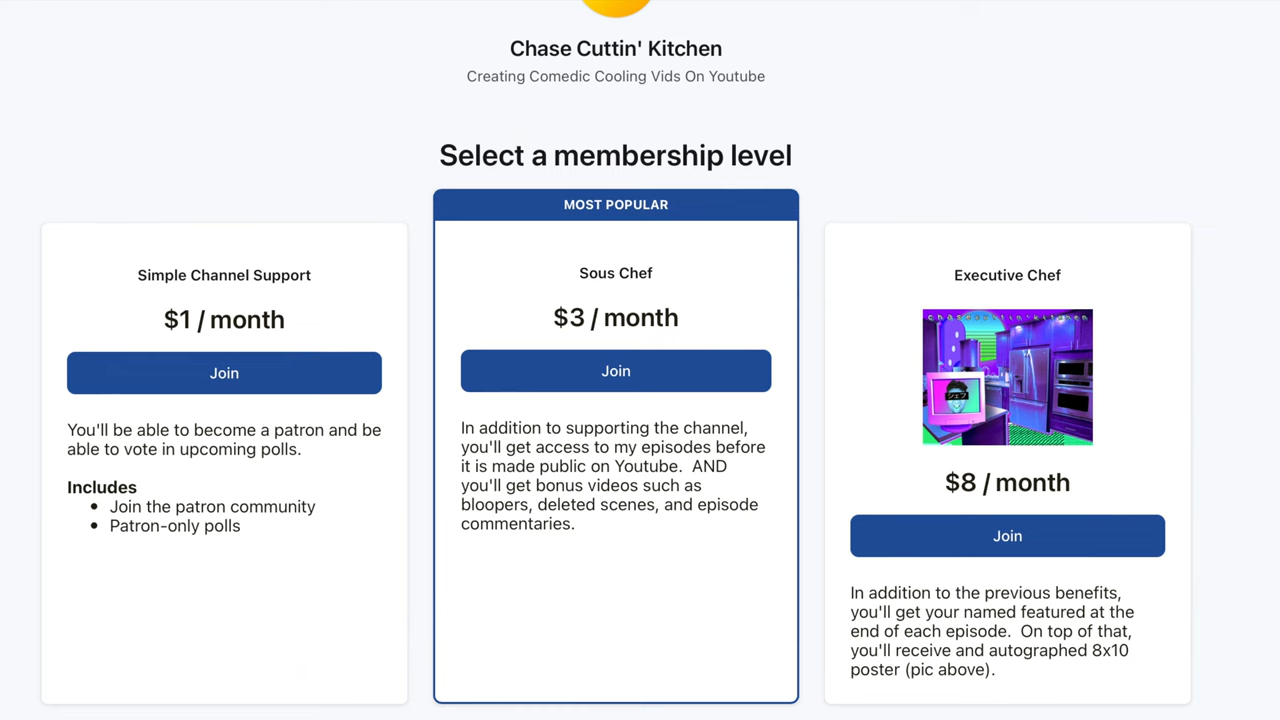 Chase Cuttin' Kitchen
Creating Comedic Cooling Vids On Youtube
Select a membership level
Simple Channel Support
$1 / month
Join
You'll be able to become a patron and be
able to vote in upcoming polls.
Includes
• Join the patron community
• Patron-only polls
MOST POPULAR
Sous Chef
$3 / month
Join
In addition to supporting the channel,
you'll get access to my episodes before
it is made public on Youtube.  AND
you'll get bonus videos such as
bloopers, deleted scenes, and episode
commentaries.
Executive Chef
chase cuttin' kitchen
シェフ
$8 / month
Join
In addition to the previous benefits,
you'll get your named featured at the
end of each episode.  On top of that,
you'll receive and autographed 8x10
poster (pic above).